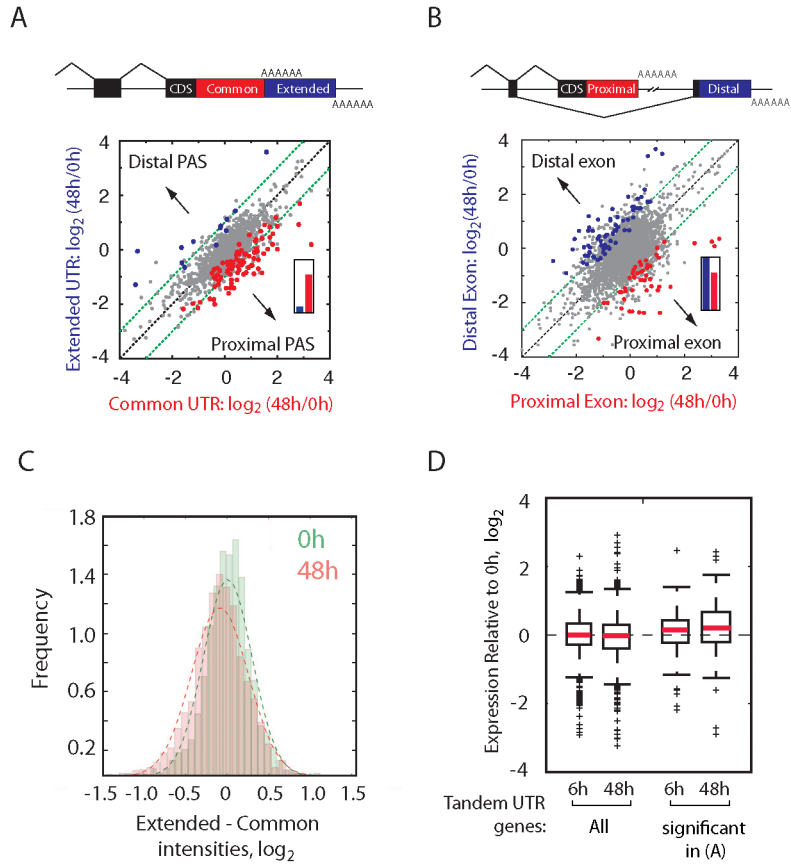 A
AAAAAA
CDS Common Extended
AAAAAA
Extended UTR: log2 (48h/0h)
4
2
0
-2
-4
Distal PAS
Proximal PAS
-4 -2 0 2 4
Common UTR: log2 (48h/0h)
B
AAAAAA
CDS Proximal Distal
AAAAAA
Distal Exon: log2(48h/0h)
4
2
0
-2
-4
Distal exon
Proximal exon
-4 -2 0 2 4
Proximal Exon: log2 (48h/0h)
C
Frequency
1.8
1.4
1.0
0.6
0.2
0h
48h
-1.5 -1.0 -0.5 0 0.5 1.0 1.5
Extended - Common
intensities, log2
D
Expression Relative to 0h, log2
4
2
0
-2
-4
6h 48h 6h 48h
Tandem UTR
genes: All significant
in (A)